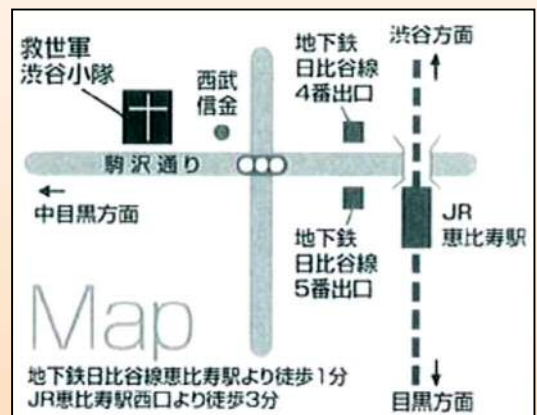 救世軍
渋谷小隊
西武
信金
地下鉄
日比谷線
4番出口
渋谷方面
駒沢通り
中目黒方面
地下鉄
日比谷線
5番出口
JR
恵比寿駅
Map
地下鉄日比谷線恵比寿駅より徒歩1分
JR恵比寿駅西口より徒歩3分
目黒方面